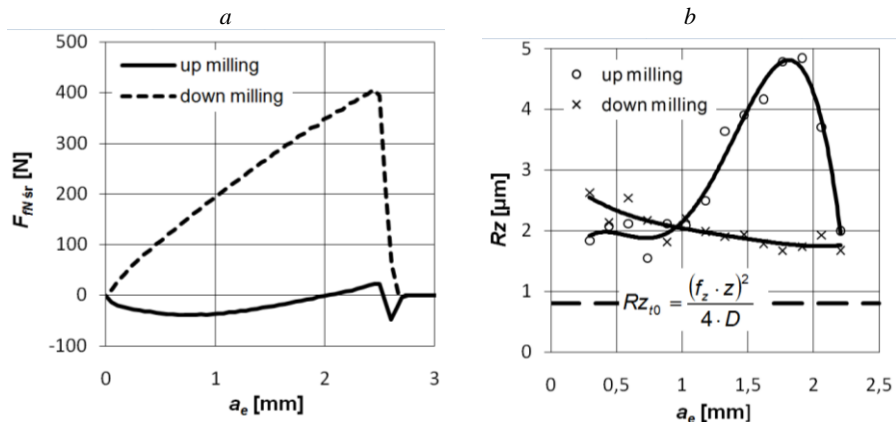 a
500
400
300
200
100
0
-100
F_fN śr [N]
up milling
down milling
0
1
2
3
a_e [mm]
b
5
4
3
2
1
0
Rz [µm]
up milling
down milling
Rz_t0 = (f_z · z)² / 4 · D
0
0,5
1
1,5
2
2,5
a_e [mm]